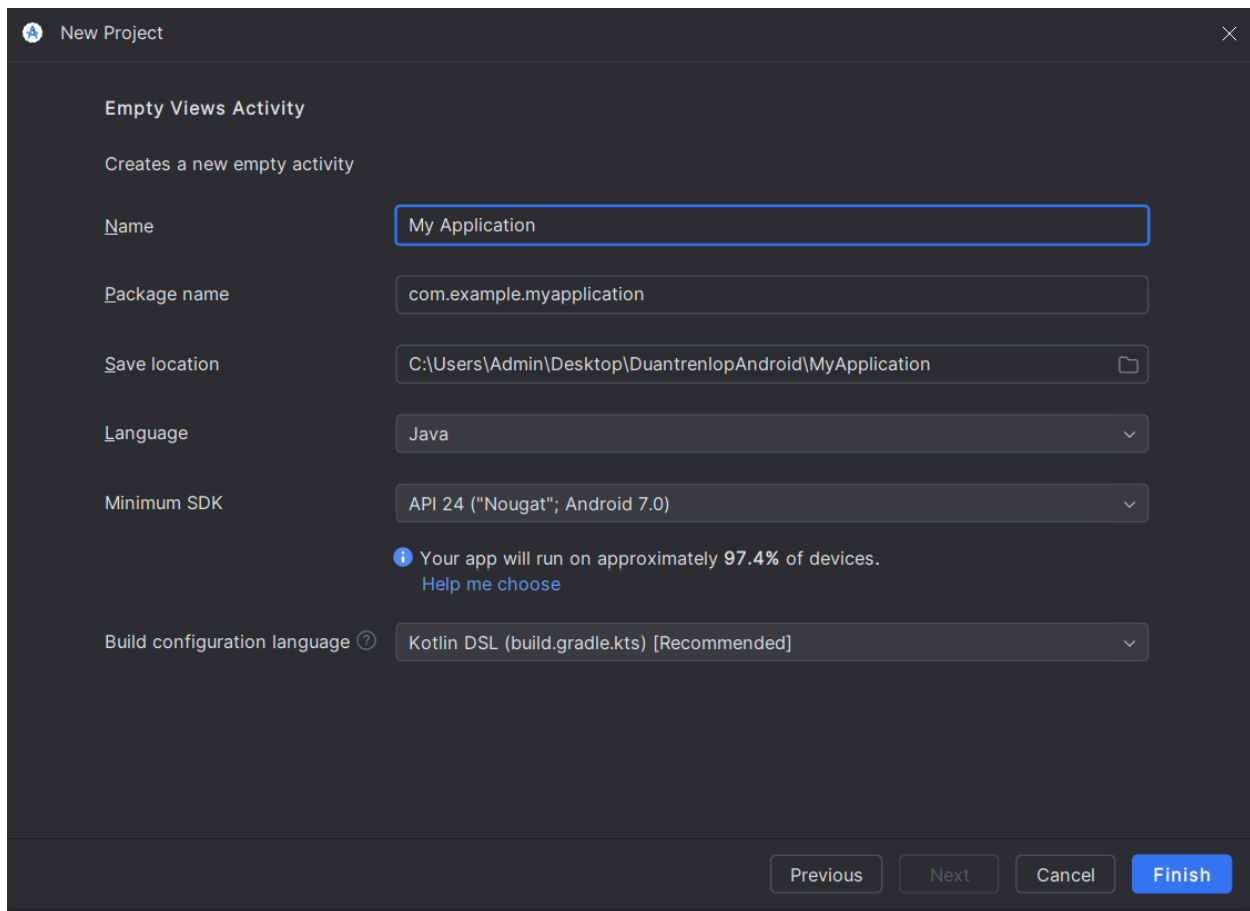 New Project
Empty Views Activity
Creates a new empty activity
Name My Application
Package name com.example.myapplication
Save location C:\Users\Admin\Desktop\DuantrenlopAndroid\MyApplication
Language Java
Minimum SDK API 24 ("Nougat"; Android 7.0)
Your app will run on approximately 97.4% of devices.
Help me choose
Build configuration language Kotlin DSL (build.gradle.kts) [Recommended]
Previous Next Cancel Finish